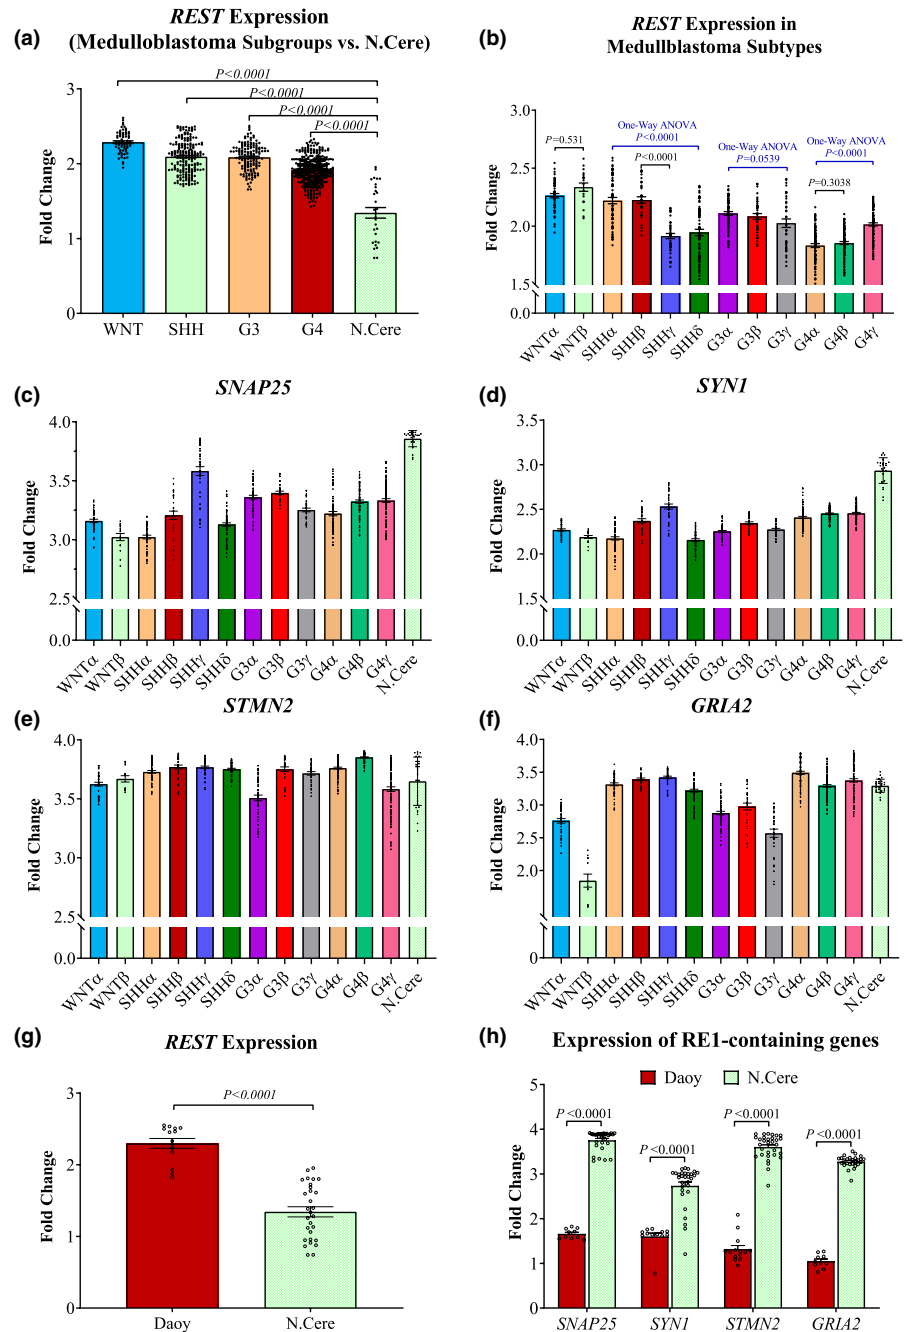 (a)
REST Expression
(Medulloblastoma Subgroups vs. N.Cere)
P<0.0001
P<0.0001
P<0.0001
P<0.0001
Fold Change
3
2
1
0
WNT SHH G3 G4 N.Cere
(b)
REST Expression in
Medullblastoma Subtypes
One-Way ANOVA
P<0.0001
One-Way ANOVA
P=0.0539
One-Way ANOVA
P<0.0001
P=0.531
P<0.0001
P=0.3038
Fold Change
3.0
2.5
2.0
1.5
0.0
WNTα WNTβ SHHα SHHβ SHHγ SHHδ G3α G3β G3γ G4α G4β G4γ
(c)
SNAP25
Fold Change
4.0
3.5
3.0
2.5
0.0
WNTα WNTβ SHHα SHHβ SHHγ SHHδ G3α G3β G3γ G4α G4β G4γ N.Cere
(d)
SYN1
Fold Change
3.5
3.0
2.5
2.0
1.5
0.0
WNTα WNTβ SHHα SHHβ SHHγ SHHδ G3α G3β G3γ G4α G4β G4γ N.Cere
(e)
STMN2
Fold Change
4.0
3.5
3.0
2.5
0.0
WNTα WNTβ SHHα SHHβ SHHγ SHHδ G3α G3β G3γ G4α G4β G4γ N.Cere
(f)
GRIA2
Fold Change
4.0
3.5
3.0
2.5
2.0
0
WNTα WNTβ SHHα SHHβ SHHγ SHHδ G3α G3β G3γ G4α G4β G4γ N.Cere
(g)
REST Expression
P<0.0001
Fold Change
3
2
1
0
Daoy N.Cere
(h)
Expression of RE1-containing genes
Daoy N.Cere
P<0.0001
P<0.0001
P<0.0001
P<0.0001
Fold Change
5
4
3
2
1
0
SNAP25 SYN1 STMN2 GRIA2